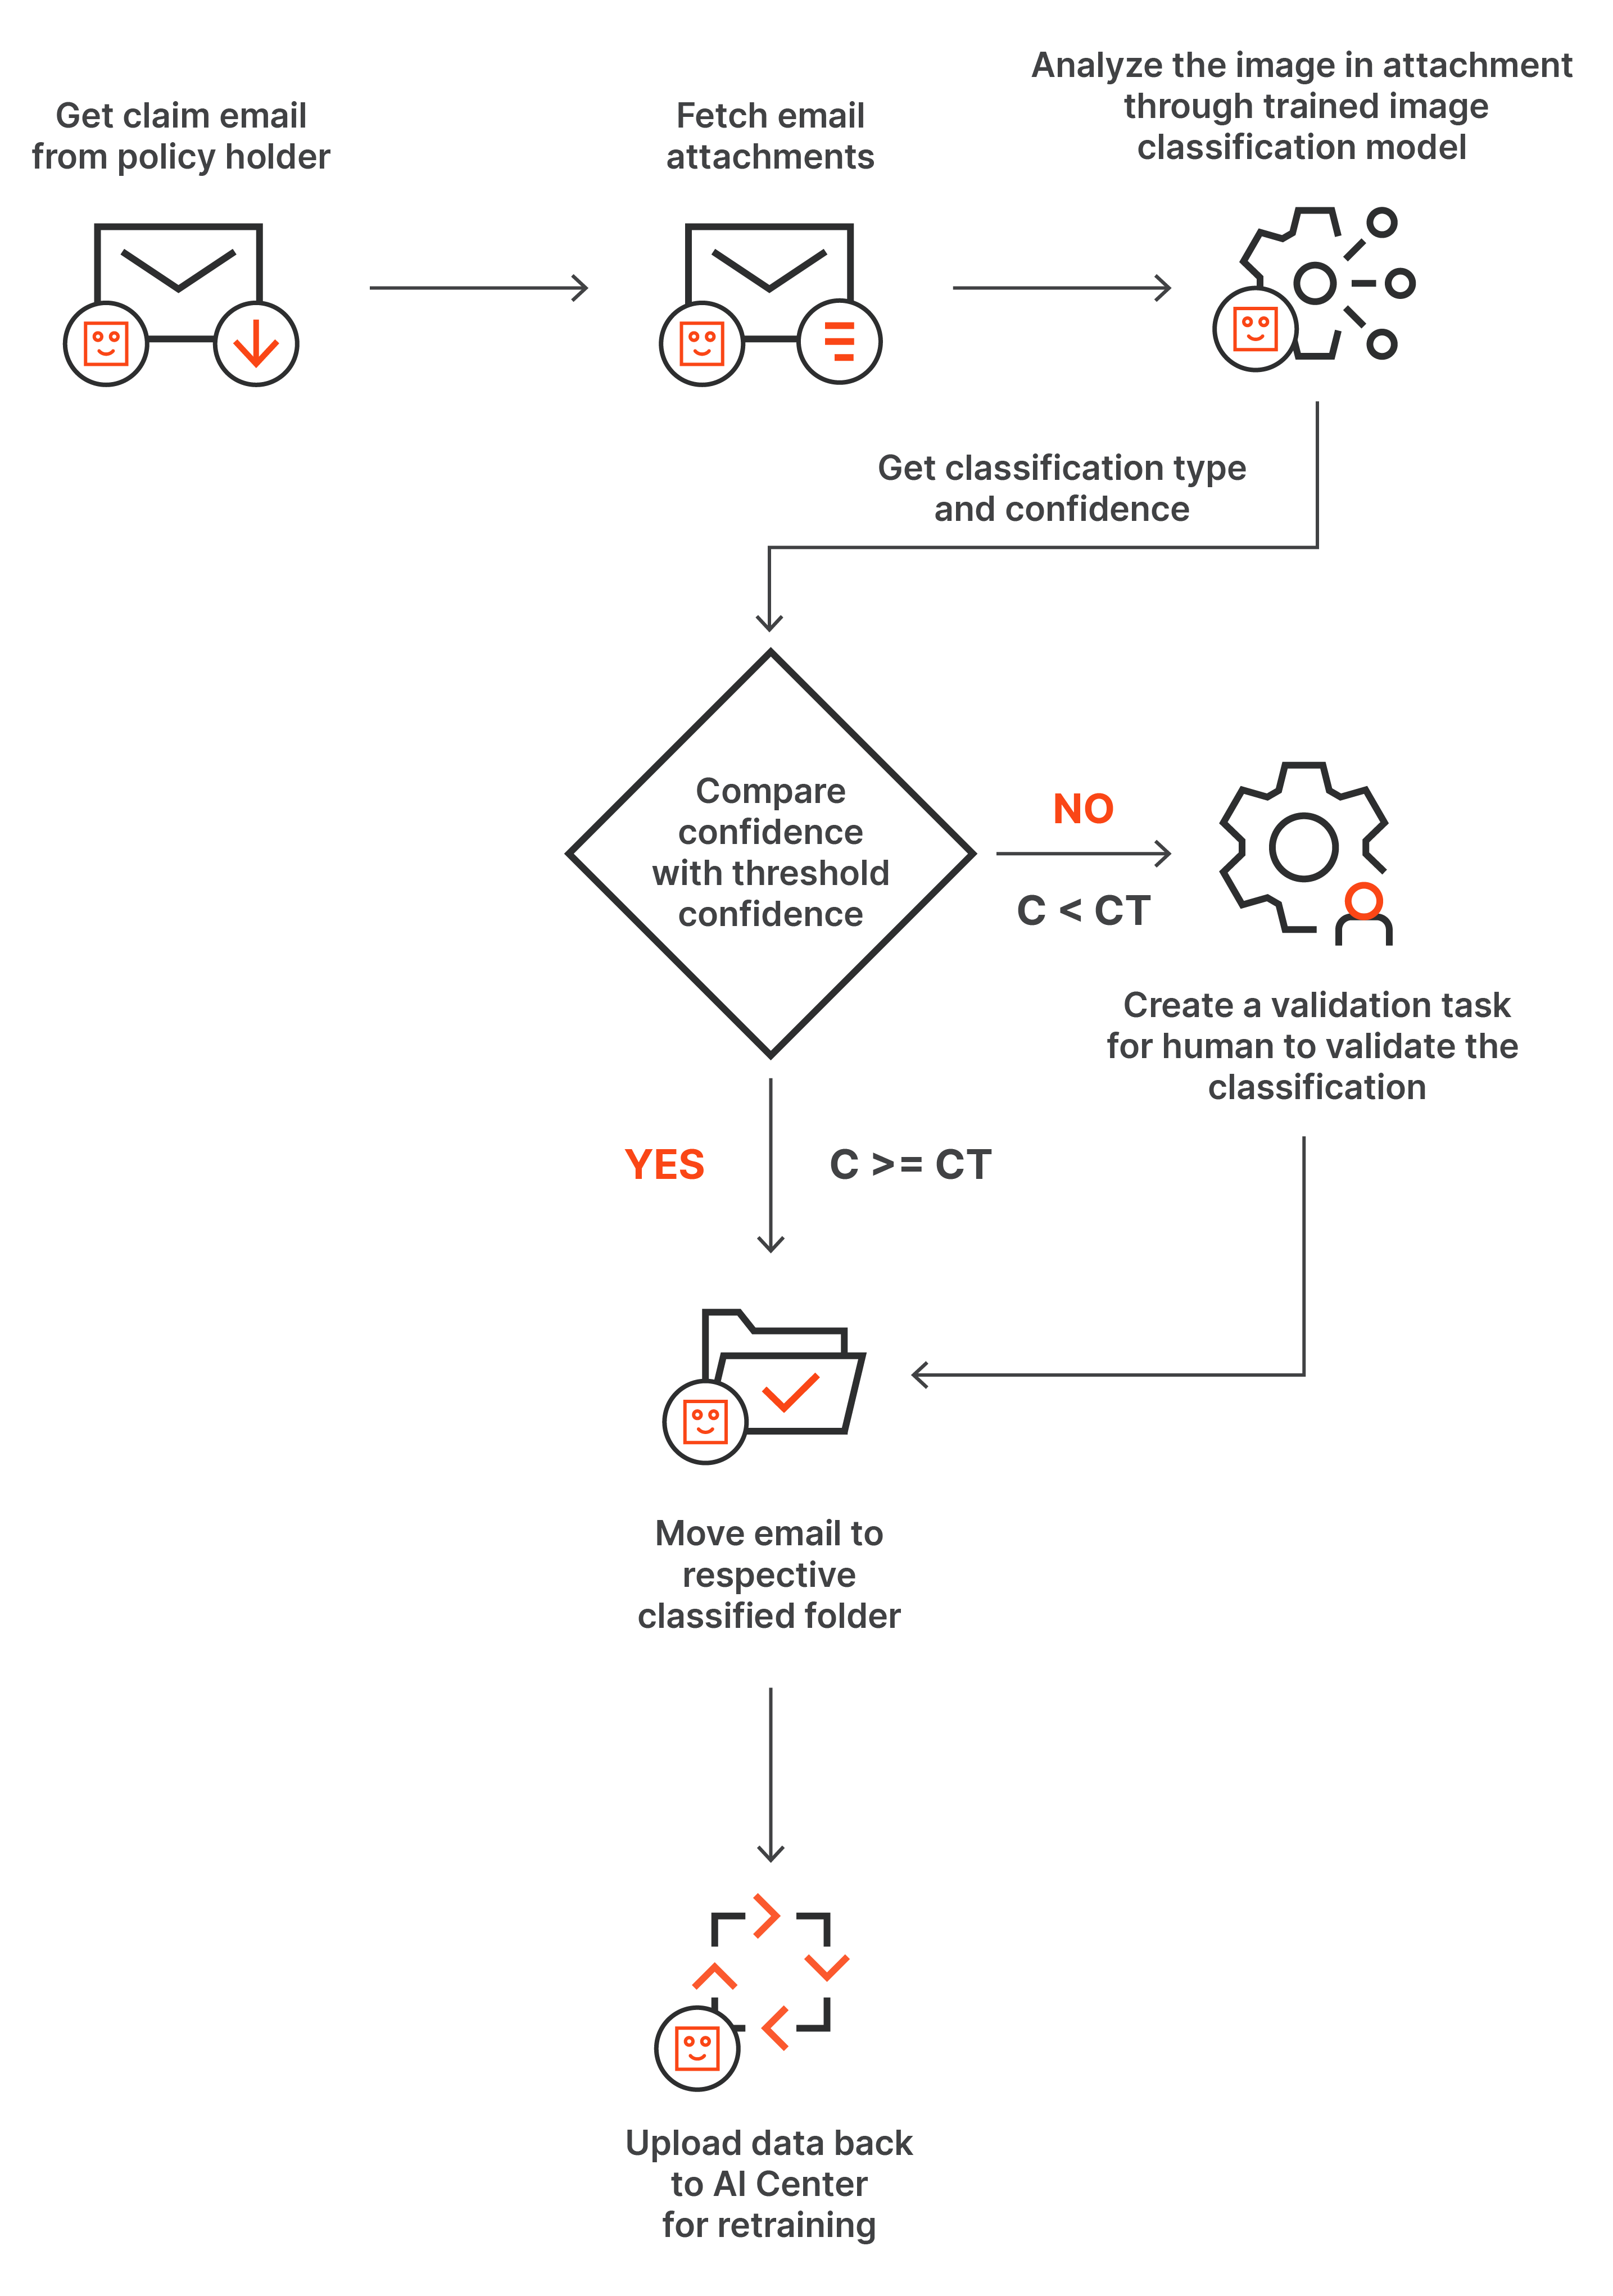 Get claim email
from policy holder
Fetch email
attachments
Analyze the image in attachment
through trained image
classification model
Get classification type
and confidence
Compare
confidence
with threshold
confidence
NO
C < CT
Create a validation task
for human to validate the
classification
YES
C >= CT
Move email to
respective
classified folder
Upload data back
to AI Center
for retraining